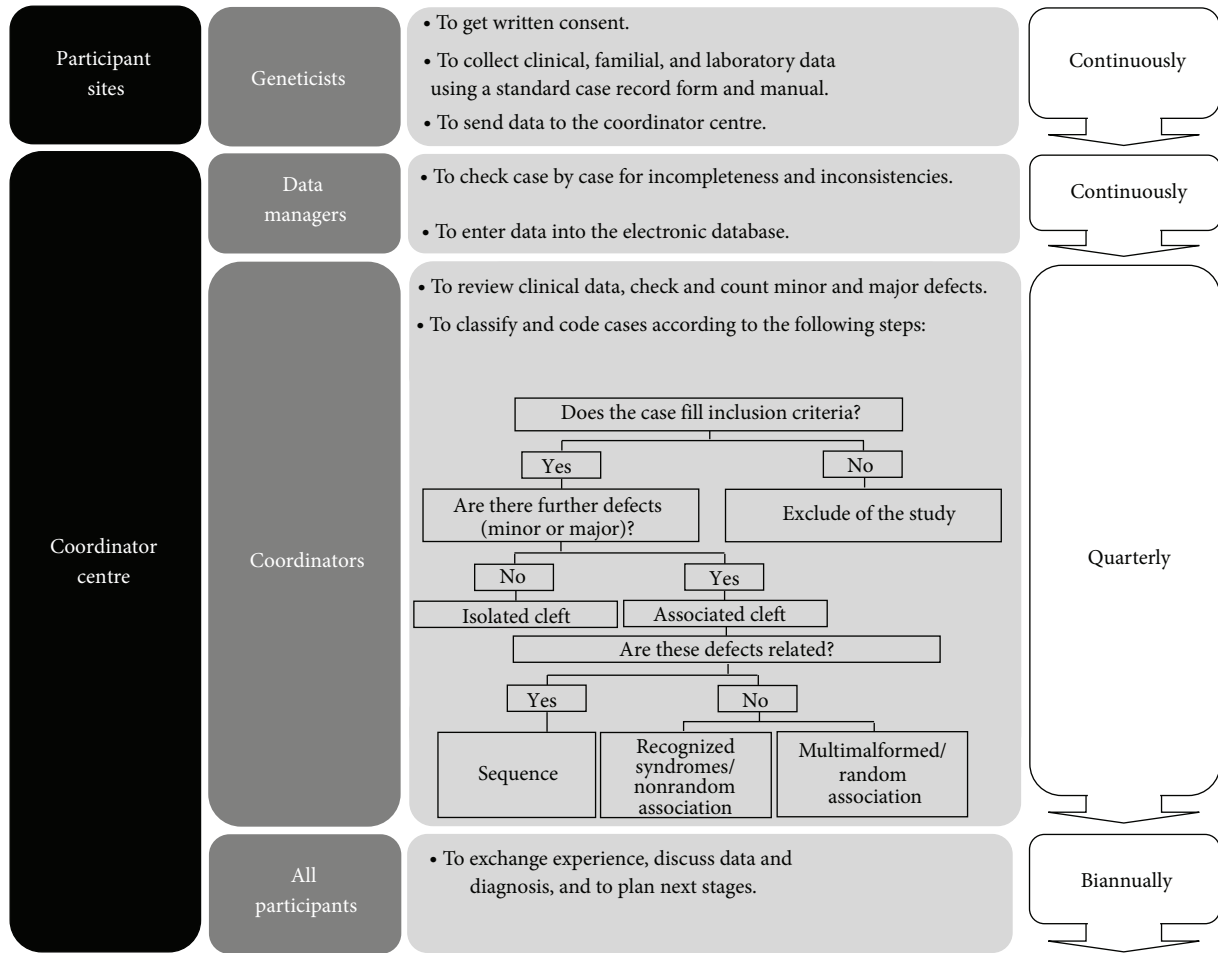 Participant
sites
Geneticists
• To get written consent.
• To collect clinical, familial, and laboratory data
using a standard case record form and manual.
• To send data to the coordinator centre.
Continuously
Coordinator
centre
Data
managers
• To check case by case for incompleteness and inconsistencies.
• To enter data into the electronic database.
Continuously
Coordinators
• To review clinical data, check and count minor and major defects.
• To classify and code cases according to the following steps:
Does the case fill inclusion criteria?
Yes
No
Are there further defects
(minor or major)?
Exclude of the study
No
Yes
Isolated cleft
Associated cleft
Are these defects related?
Yes
No
Sequence
Recognized
syndromes/
nonrandom
association
Multimalformed/
random
association
Quarterly
All
participants
• To exchange experience, discuss data and
diagnosis, and to plan next stages.
Biannually